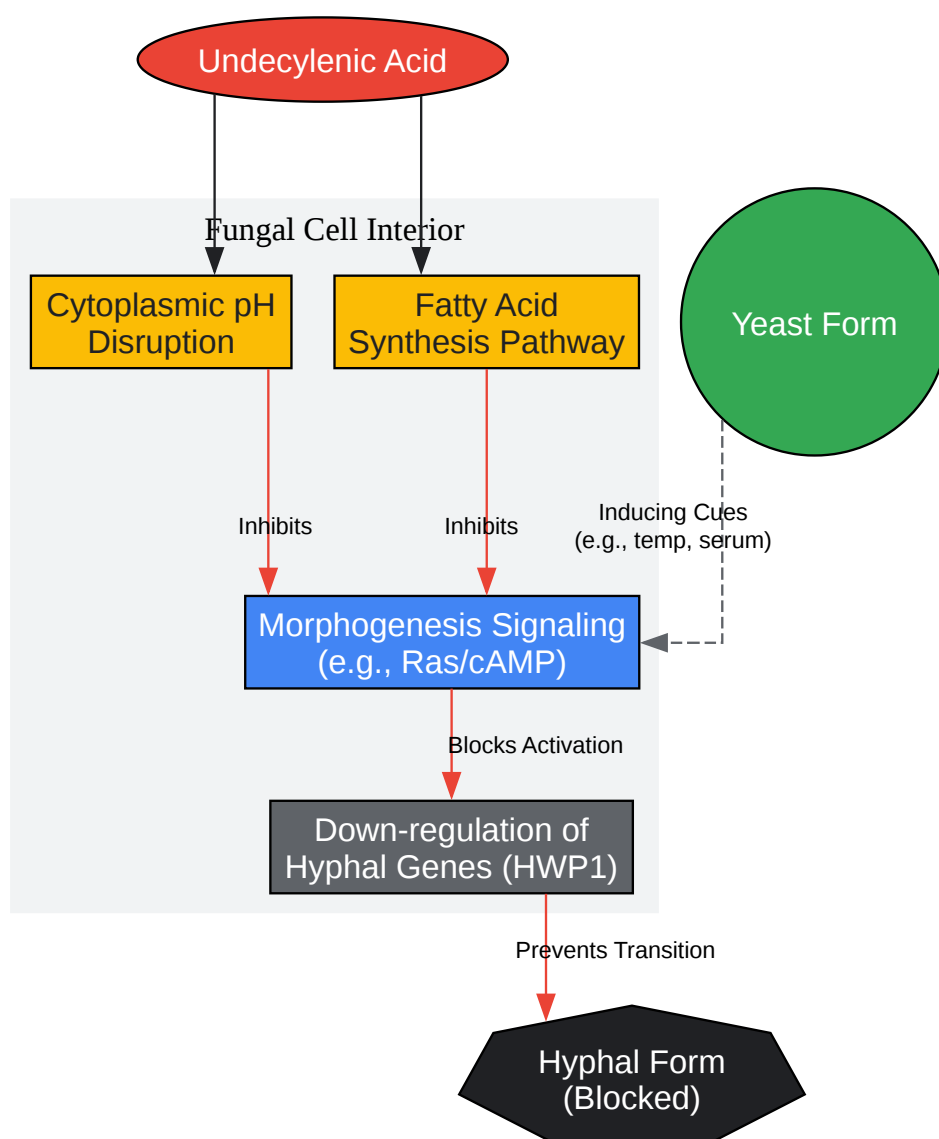 Undecylenic Acid
Fungal Cell Interior
Cytoplasmic pH
Disruption
Fatty Acid
Synthesis Pathway
Yeast Form
Inhibits
Inhibits
Inducing Cues
(e.g., temp, serum)
Morphogenesis Signaling
(e.g., Ras/cAMP)
Blocks Activation
Down-regulation of
Hyphal Genes (HWP1)
Prevents Transition
Hyphal Form
(Blocked)